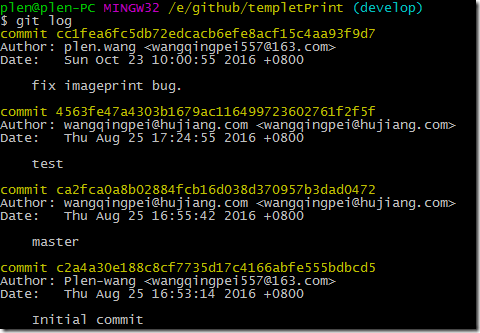 plen@plen-PC MINGW32 /e/github/templetPrint (develop)
$ git log
commit cc1fea6fc5db72edcacb6efe8acf15c4aa93f9d7
Author: plen.wang <wangqingpei557@163.com>
Date:   Sun Oct 23 10:00:55 2016 +0800
    fix imageprint bug.
commit 4563fe47a4303b1679ac116499723602761f2f5f
Author: wangqingpei@hujiang.com <wangqingpei@hujiang.com>
Date:   Thu Aug 25 17:24:55 2016 +0800
    test
commit ca2fca0a8b02884fcb16d038d370957b3dad0472
Author: wangqingpei@hujiang.com <wangqingpei@hujiang.com>
Date:   Thu Aug 25 16:55:42 2016 +0800
    master
commit c2a4a30e188c8cf7735d17c4166abfe555bdbcd5
Author: Plen-wang <wangqingpei557@163.com>
Date:   Thu Aug 25 16:53:14 2016 +0800
    Initial commit